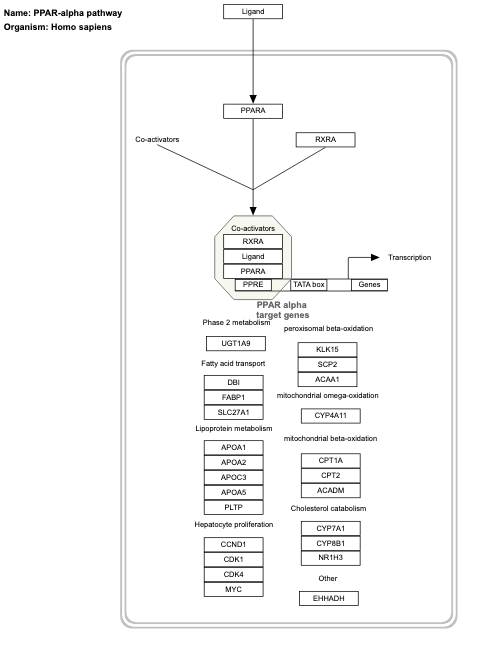 Name: PPAR-alpha pathway
Organism: Homo sapiens
Ligand
PPARA
Co-activators
RXRA
Co-activators
RXRA
Ligand
PPARA
PPRE
TATA box
Genes
Transcription
PPAR alpha
target genes
Phase 2 metabolism
UGT1A9
Fatty acid transport
DBI
FABP1
SLC27A1
Lipoprotein metabolism
APOA1
APOA2
APOC3
APOA5
PLTP
Hepatocyte proliferation
CCND1
CDK1
CDK4
MYC
peroxisomal beta-oxidation
KLK15
SCP2
ACAA1
mitochondrial omega-oxidation
CYP4A11
mitochondrial beta-oxidation
CPT1A
CPT2
ACADM
Cholesterol catabolism
CYP7A1
CYP8B1
NR1H3
Other
EHHADH